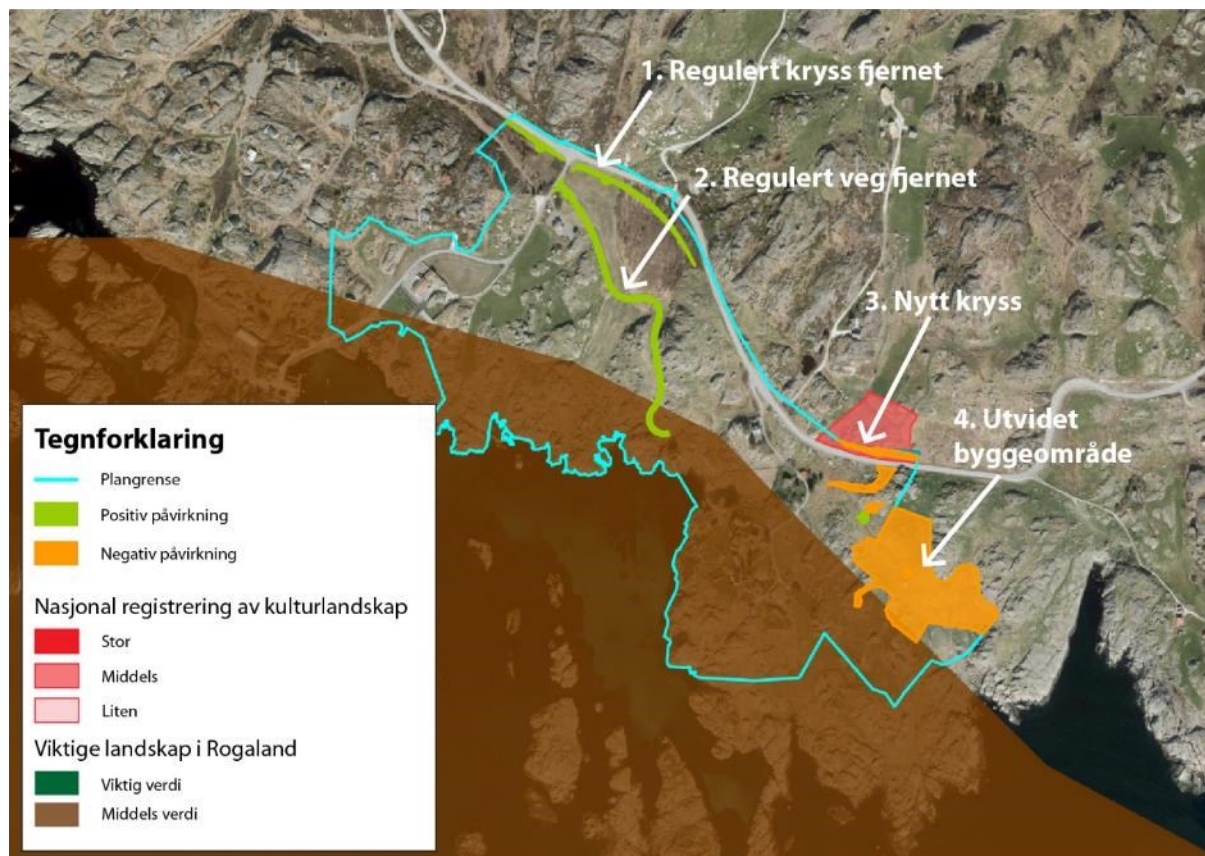 1. Regulert kryss fjernet
2. Regulert veg fjernet
3. Nytt kryss
4. Utvidet
byggeområde
Tegnforklaring
Plangrense
Positiv påvirkning
Negativ påvirkning
Nasjonal registrering av kulturlandskap
Stor
Middels
Liten
Viktige landskap i Rogaland
Viktig verdi
Middels verdi